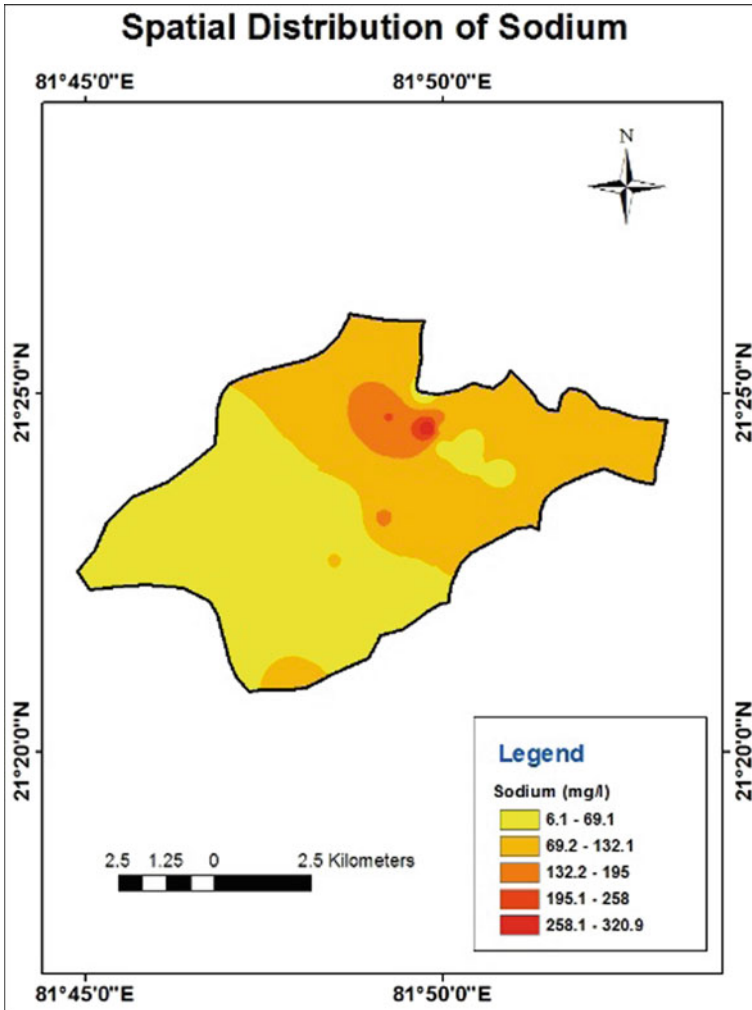 Spatial Distribution of Sodium
81°45'0"E 81°50'0"E
N
21°25'0"N 21°25'0"N
21°20'0"N 21°20'0"N
Legend
Sodium (mg/l)
6.1 - 69.1
69.2 - 132.1
132.2 - 195
195.1 - 258
258.1 - 320.9
2.5 1.25 0 2.5 Kilometers
81°45'0"E 81°50'0"E